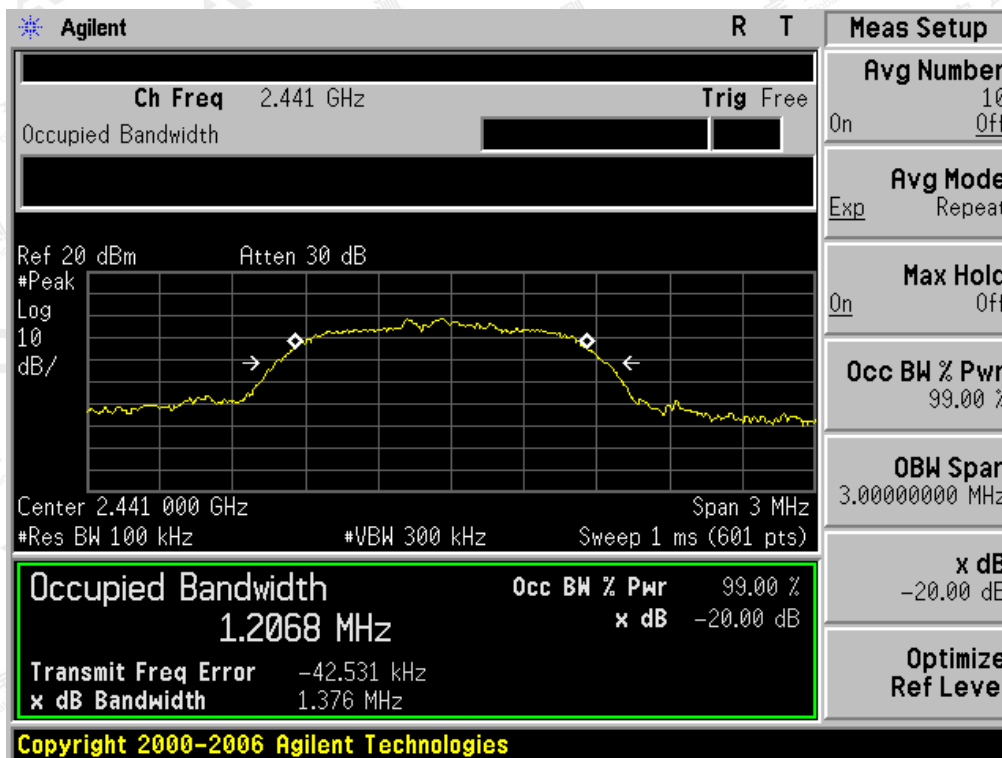 Agilent R T
Ch Freq 2.441 GHz Trig Free
Occupied Bandwidth
Ref 20 dBm Atten 30 dB
#Peak
Log
10
dB/
Center 2.441 000 GHz Span 3 MHz
#Res BW 100 kHz #VBW 300 kHz Sweep 1 ms (601 pts)
Occupied Bandwidth
1.2068 MHz
Occ BW % Pwr 99.00 %
x dB -20.00 dB
Transmit Freq Error -42.531 kHz
x dB Bandwidth 1.376 MHz
Copyright 2000-2006 Agilent Technologies
Meas Setup
Avg Number
10
On Off
Avg Mode
Exp Repeat
Max Hold
On Off
Occ BW % Pwr
99.00 %
OBW Span
3.00000000 MHz
x dB
-20.00 dB
Optimize
Ref Level